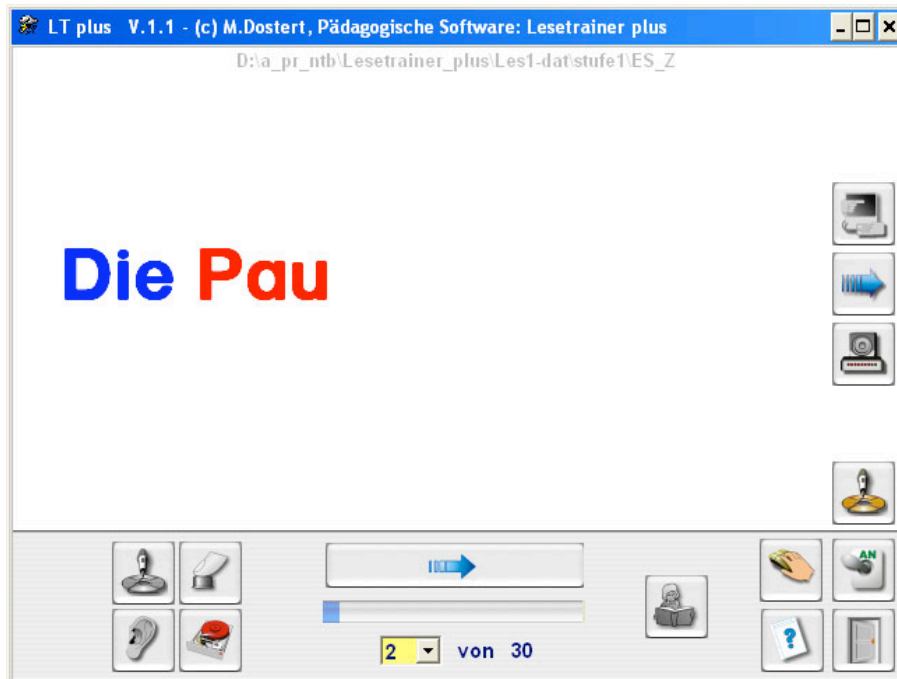 LT plus V.1.1 - (c) M.Dostert, Pädagogische Software: Lesetrainer plus
D:\a_pr_ntb\Lesetrainer_plus\Les1-dat\stufe1\ES_Z
Die Pau
AN
?
2 von 30